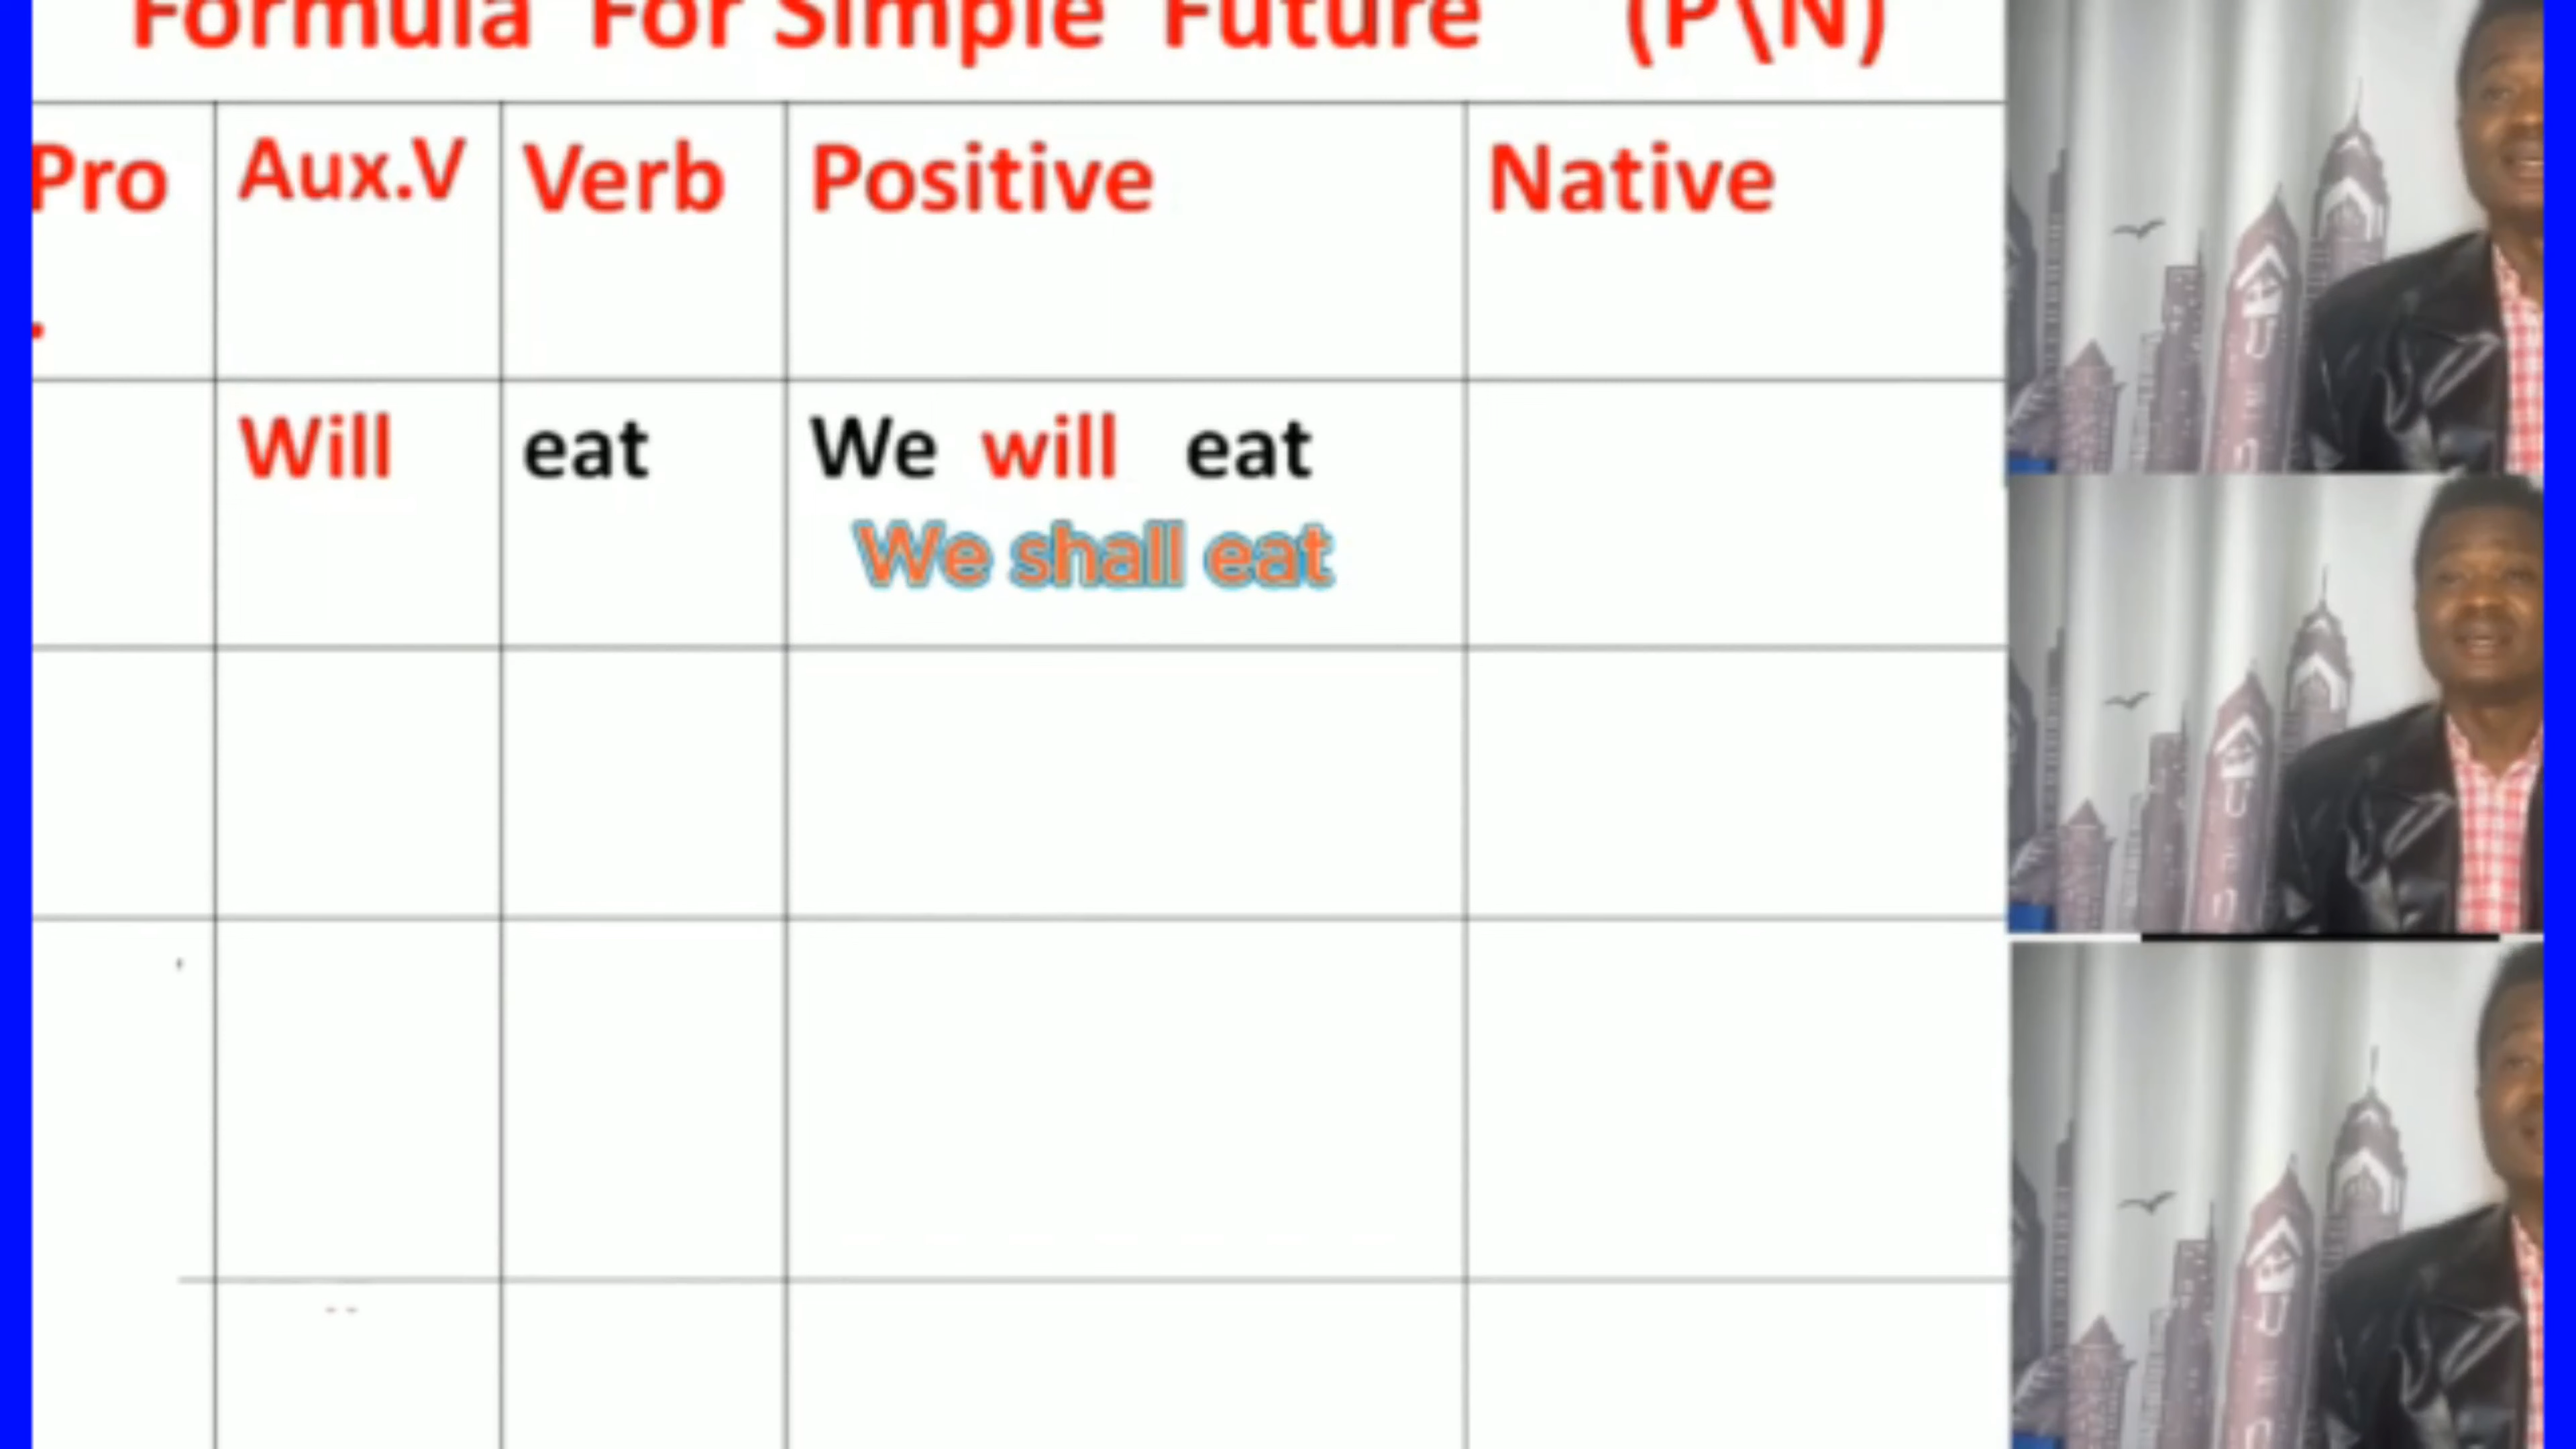 Formula For Simple Future (P\N)
Pro
.
Aux.V
Verb
Positive
Native
Will
eat
We will eat
We shall eat